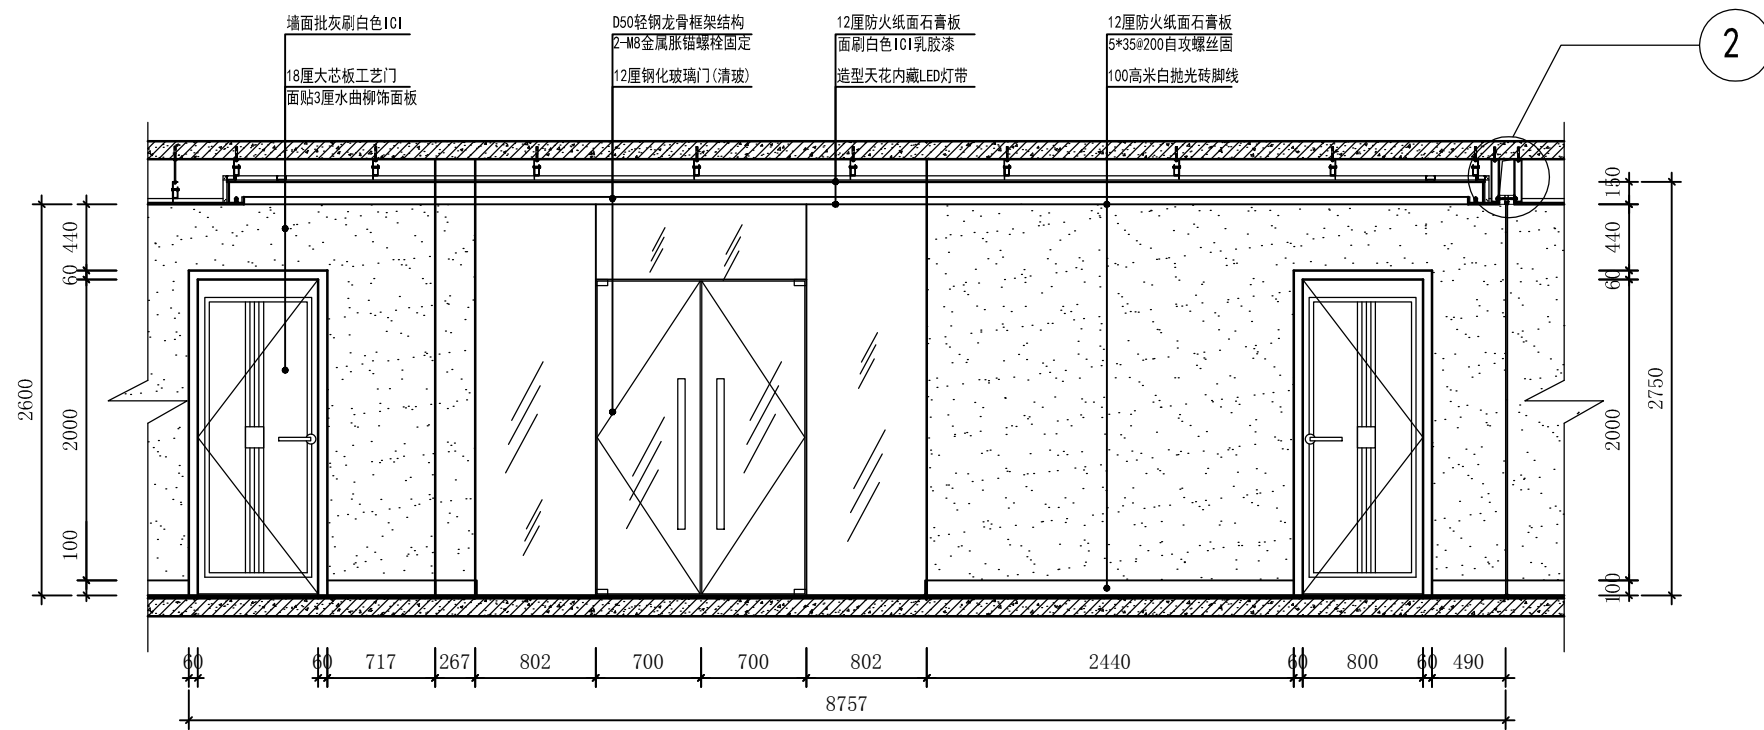 墙面批灰刷白色ICI
18厘大芯板工艺门
面贴3厘水曲柳饰面板
D50轻钢龙骨框架结构
2-M8金属胀锚螺栓固定
12厘钢化玻璃门(清玻)
12厘防火纸面石膏板
面刷白色ICI乳胶漆
造型天花内藏LED灯带
12厘防火纸面石膏板
5*35@200自攻螺丝固
100高米白抛光砖脚线
2
2600
440
60
2000
100
150
440
60
2000
100
2750
60
60
717
267
802
700
700
802
2440
60
800
60
490
8757